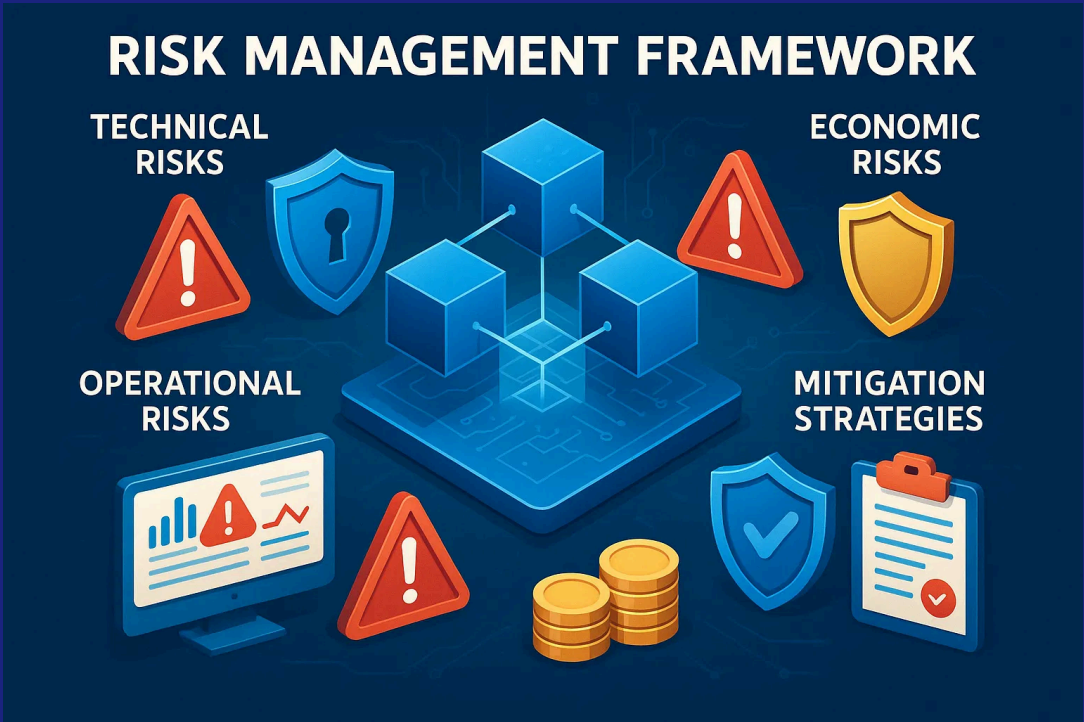 RISK MANAGEMENT FRAMEWORK
TECHNICAL
RISKS
ECONOMIC
RISKS
OPERATIONAL
RISKS
MITIGATION
STRATEGIES